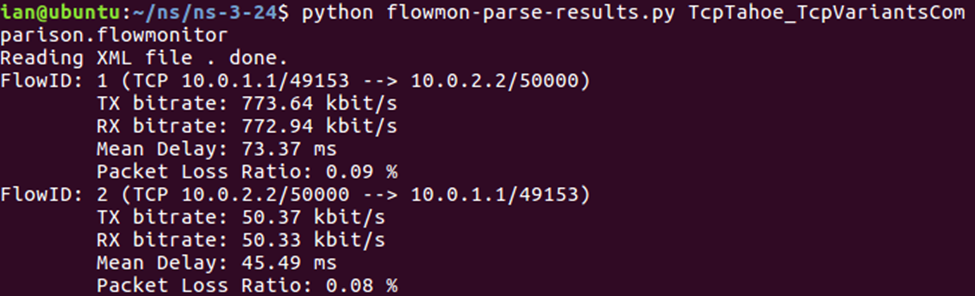 ian@ubuntu:~/ns/ns-3-24$ python flowmon-parse-results.py TcpTahoe_TcpVariantsCom
parison.flowmonitor
Reading XML file . done.
FlowID: 1 (TCP 10.0.1.1/49153 --> 10.0.2.2/50000)
TX bitrate: 773.64 kbit/s
RX bitrate: 772.94 kbit/s
Mean Delay: 73.37 ms
Packet Loss Ratio: 0.09 %
FlowID: 2 (TCP 10.0.2.2/50000 --> 10.0.1.1/49153)
TX bitrate: 50.37 kbit/s
RX bitrate: 50.33 kbit/s
Mean Delay: 45.49 ms
Packet Loss Ratio: 0.08 %